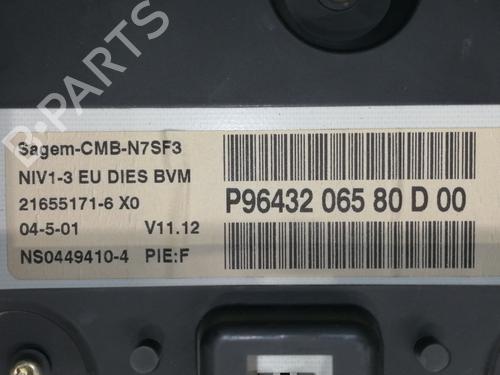 Sagem-CMB-N7SF3
NIV1-3 EU DIES BVM
21655171-6 X0
04-5-01 V11.12
NS0449410-4 PIE:F
P96432 065 80 D 00
B-PARTS